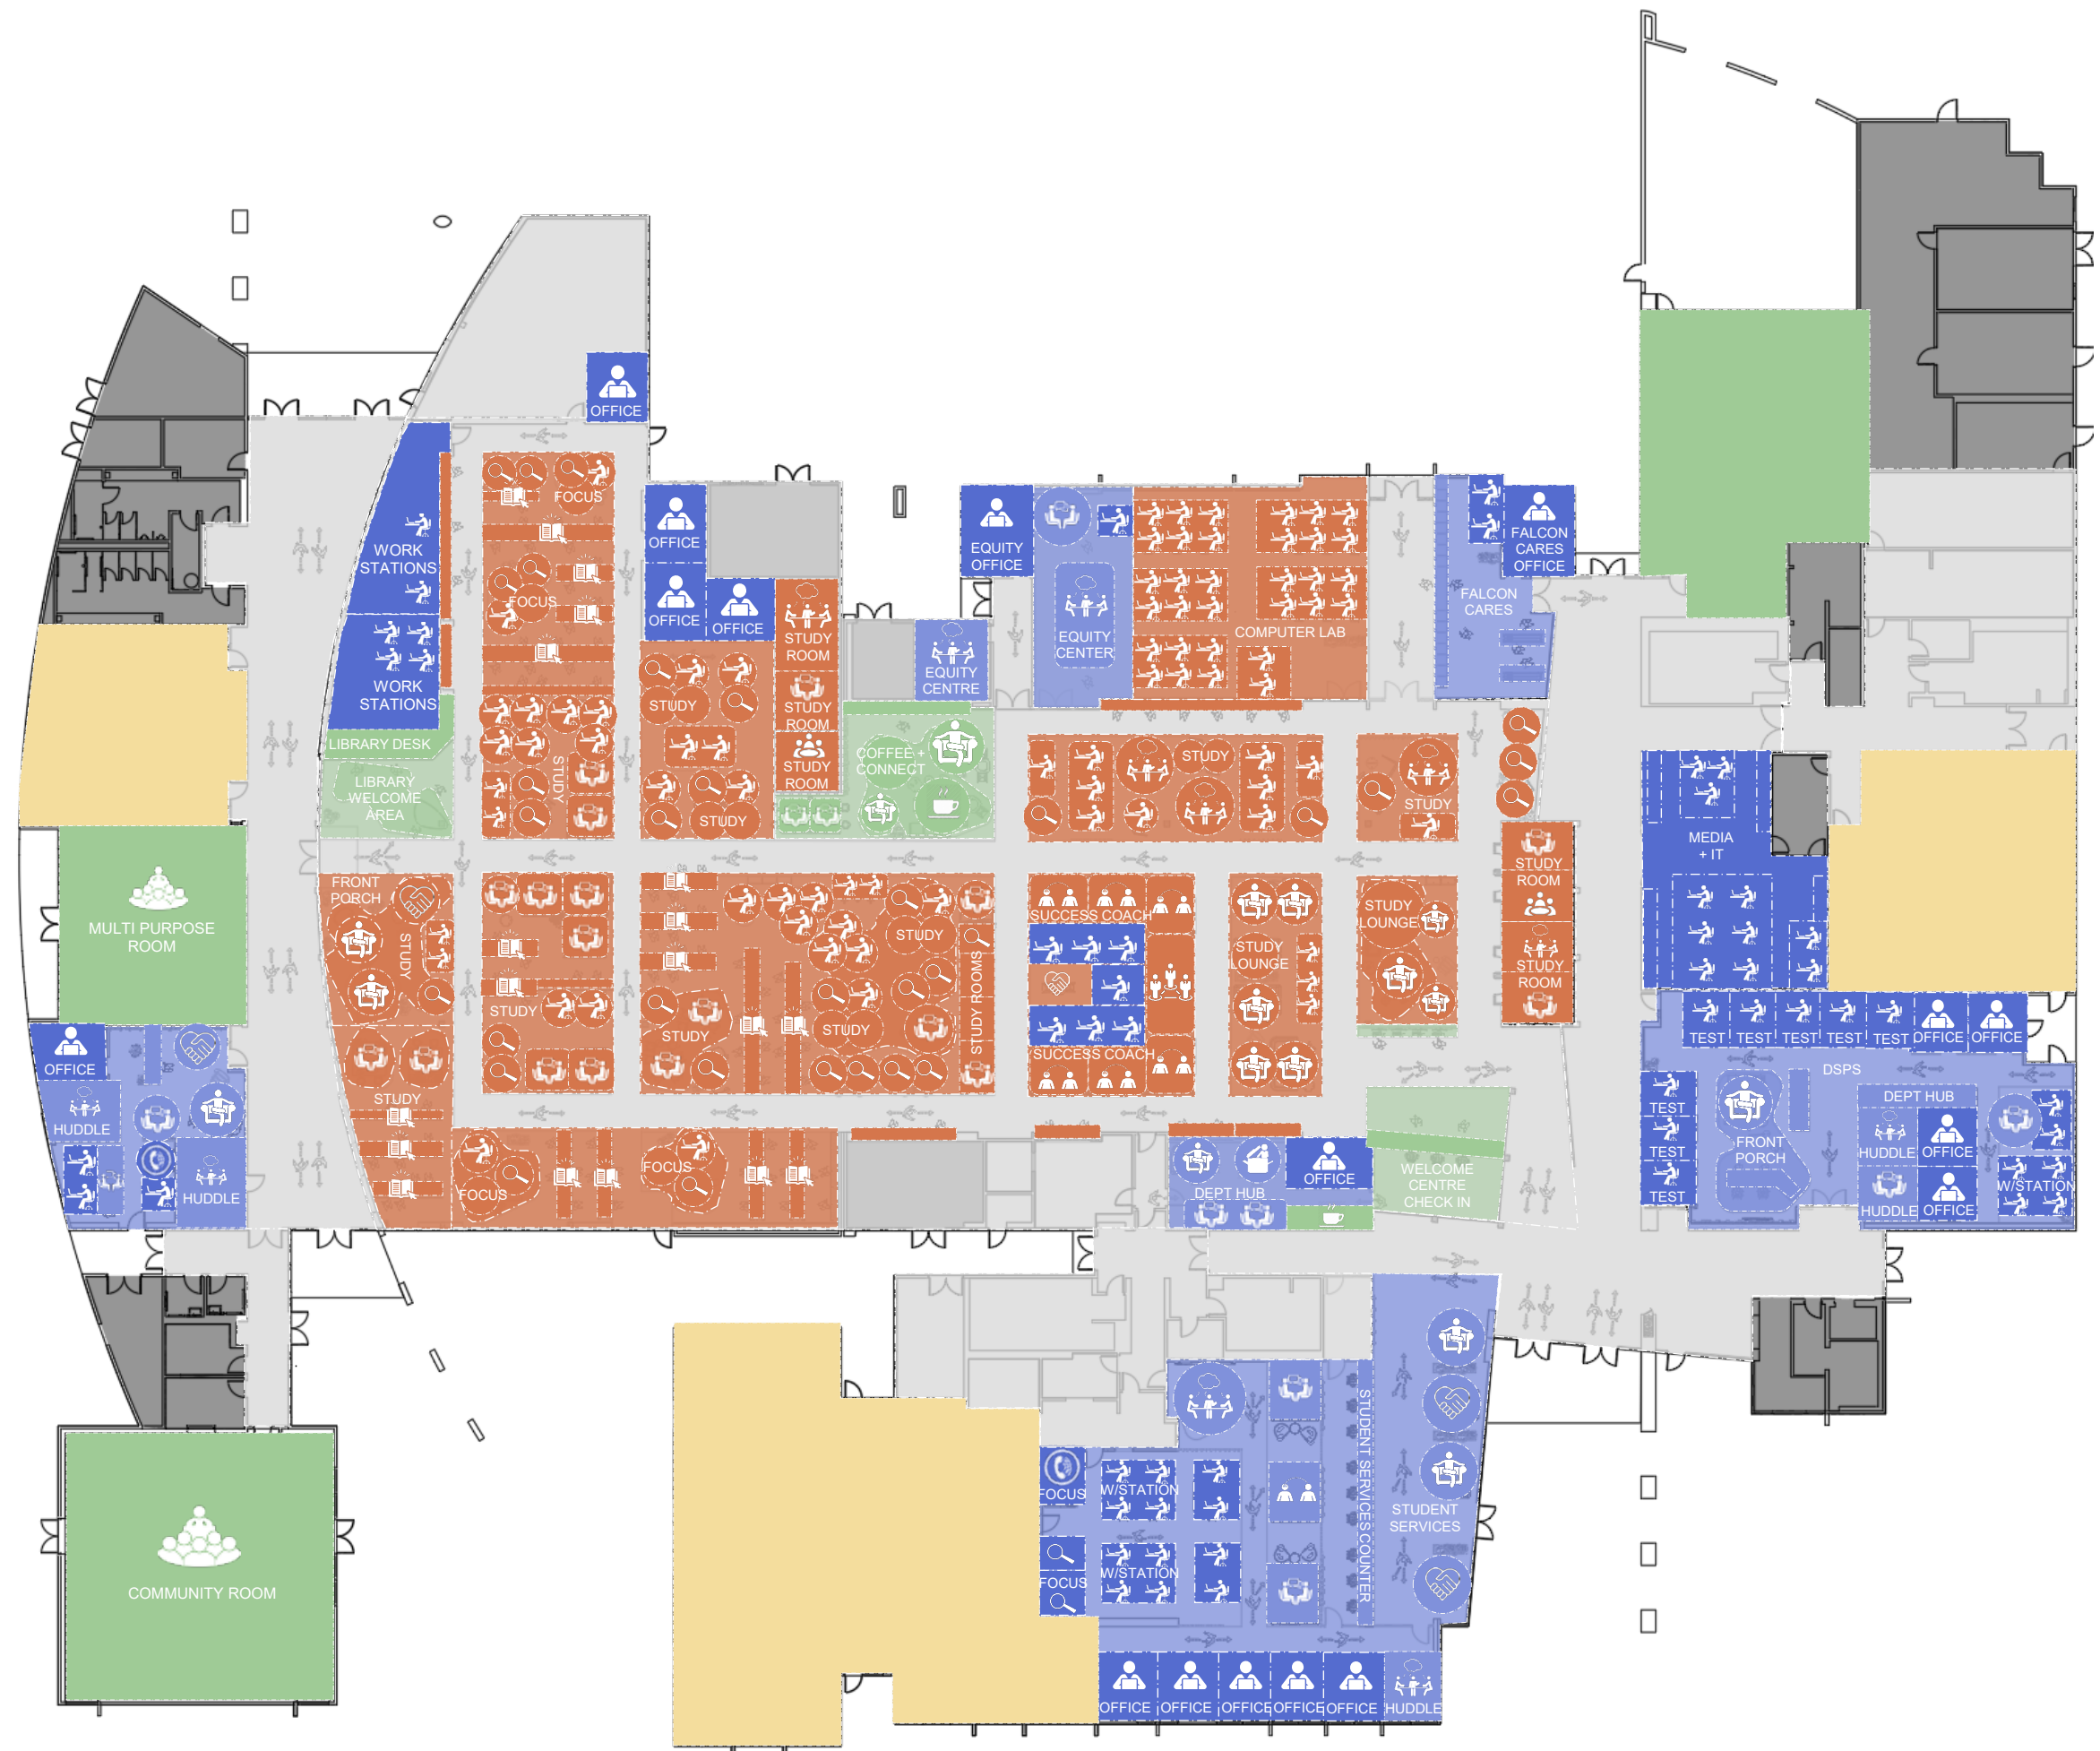 OFFICE
FOCUS
WORK
STATIONS
OFFICE
EQUITY
OFFICE
FALCON
CARES
OFFICE
FOCUS
OFFICE
OFFICE
STUDY
ROOM
COMPUTER LAB
FALCON
CARES
EQUITY
CENTER
EQUITY
CENTRE
WORK
STATIONS
STUDY
STUDY
ROOM
LIBRARY DESK
LIBRARY
WELCOME
AREA
STUDY
STUDY
ROOM
COFFEE +
CONNECT
STUDY
STUDY
STUDY
MEDIA
+ IT
STUDY
ROOM
FRONT
PORCH
STUDY
MULTI PURPOSE
ROOM
SUCCESS COACH
STUDY
STUDY
LOUNGE
STUDY
LOUNGE
STUDY
ROOM
STUDY
STUDY
STUDY
STUDY ROOMS
SUCCESS COACH
TEST
TEST
TEST
TEST
TEST
OFFICE
OFFICE
OFFICE
HUDDLE
HUDDLE
STUDY
FOCUS
FOCUS
DEPT HUB
OFFICE
WELCOME
CENTRE
CHECK IN
DSPS
TEST
TEST
TEST
FRONT
PORCH
DEPT HUB
HUDDLE
OFFICE
HUDDLE
OFFICE
W/STATION
STUDENT SERVICES COUNTER
STUDENT
SERVICES
FOCUS
W/STATION
FOCUS
W/STATION
COMMUNITY ROOM
OFFICE
OFFICE
OFFICE
OFFICE
OFFICE
HUDDLE